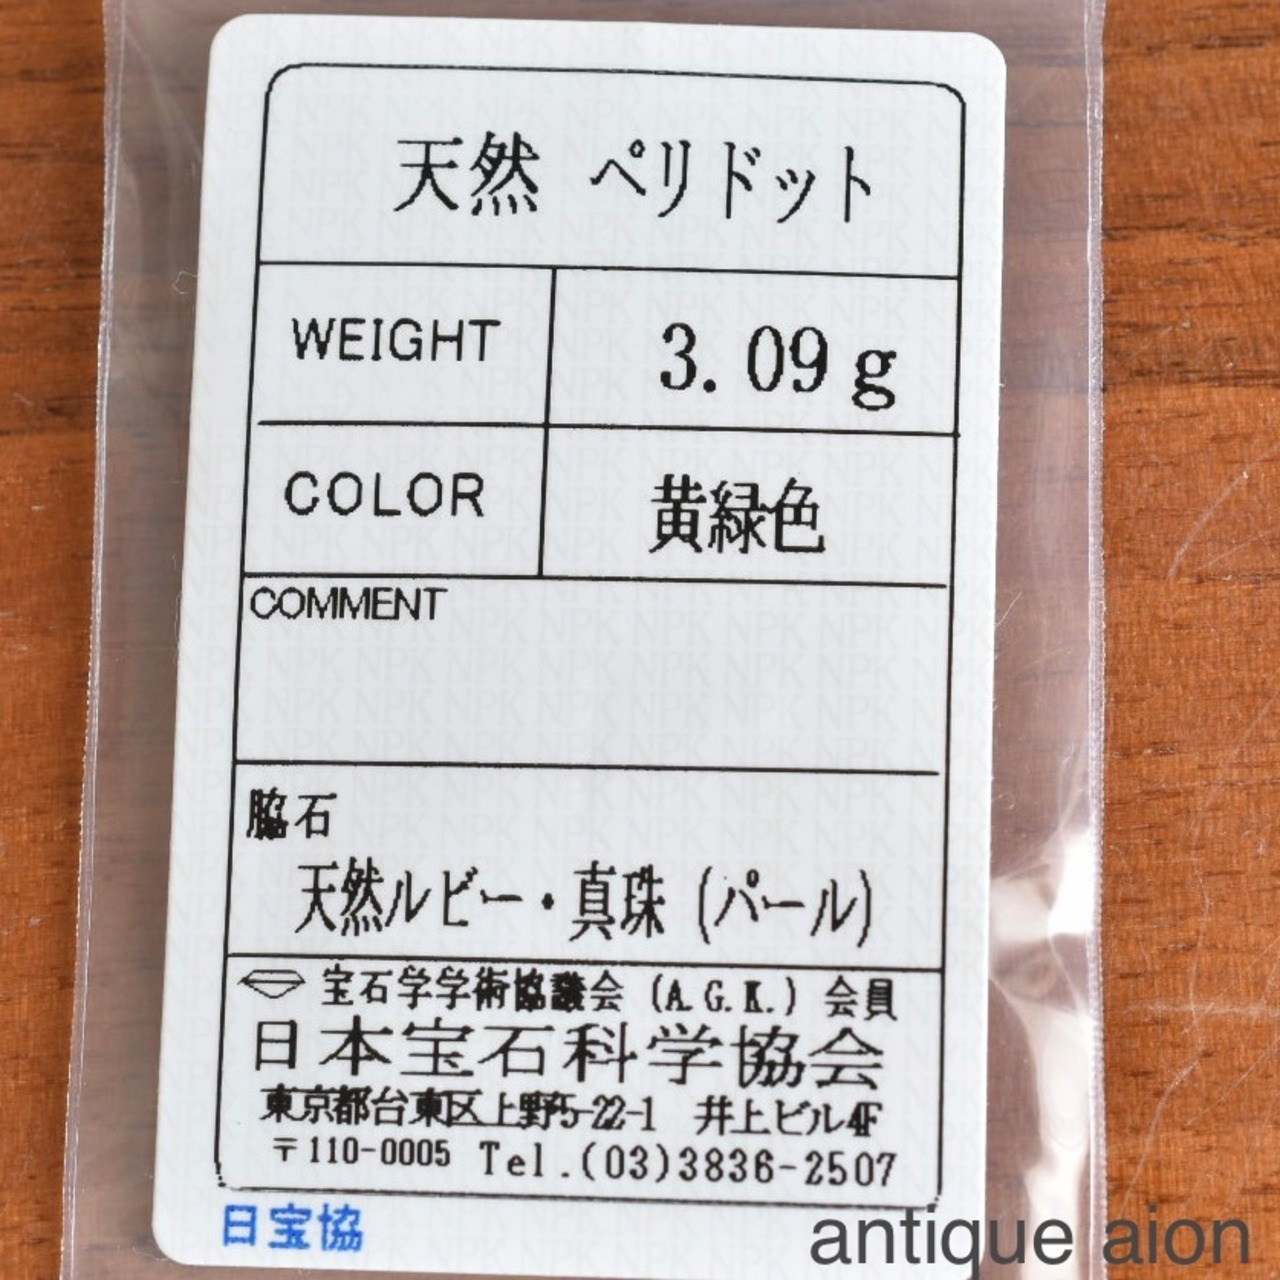 天然 ペリドット
WEIGHT 3.09g
COLOR 黄緑色
COMMENT
脇石
天然ルビー・真珠 (パール)
宝石学学術協議会 (A.G.K.) 会員
日本宝石科学協会
東京都台東区上野5-22-1 井上ビル4F
〒110-0005 Tel.(03)3836-2507
日宝協
antique aion